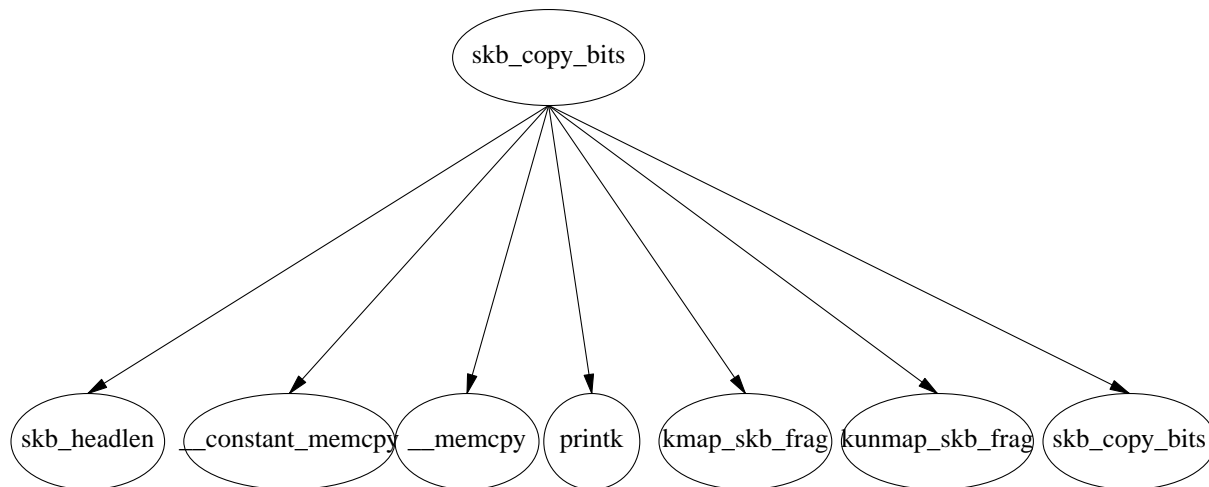 skb_copy_bits
skb_headlen
__constant_memcpy
__memcpy
printk
kmap_skb_frag
kunmap_skb_frag
skb_copy_bits